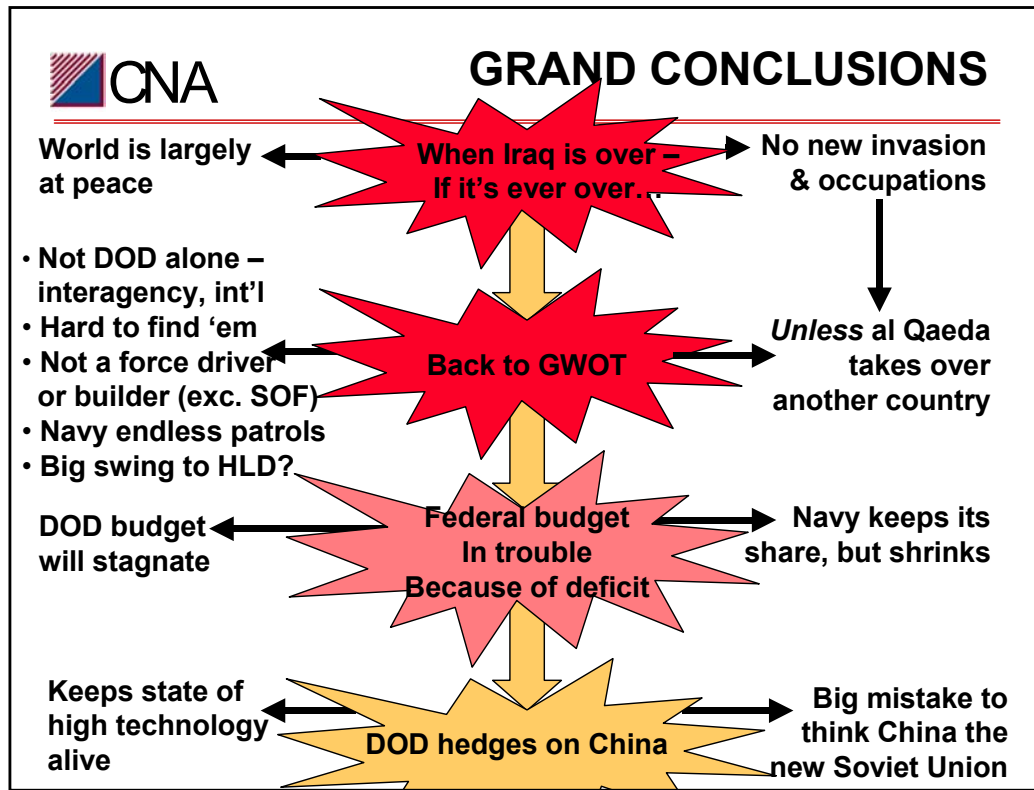 CNA
GRAND CONCLUSIONS
World is largely
at peace
When Iraq is over –
If it's ever over…
No new invasion
& occupations
• Not DOD alone –
interagency, int'l
• Hard to find ‘em
• Not a force driver
or builder (exc. SOF)
• Navy endless patrols
• Big swing to HLD?
Back to GWOT
Unless al Qaeda
takes over
another country
DOD budget
will stagnate
Federal budget
In trouble
Because of deficit
Navy keeps its
share, but shrinks
Keeps state of
high technology
alive
DOD hedges on China
Big mistake to
think China the
new Soviet Union